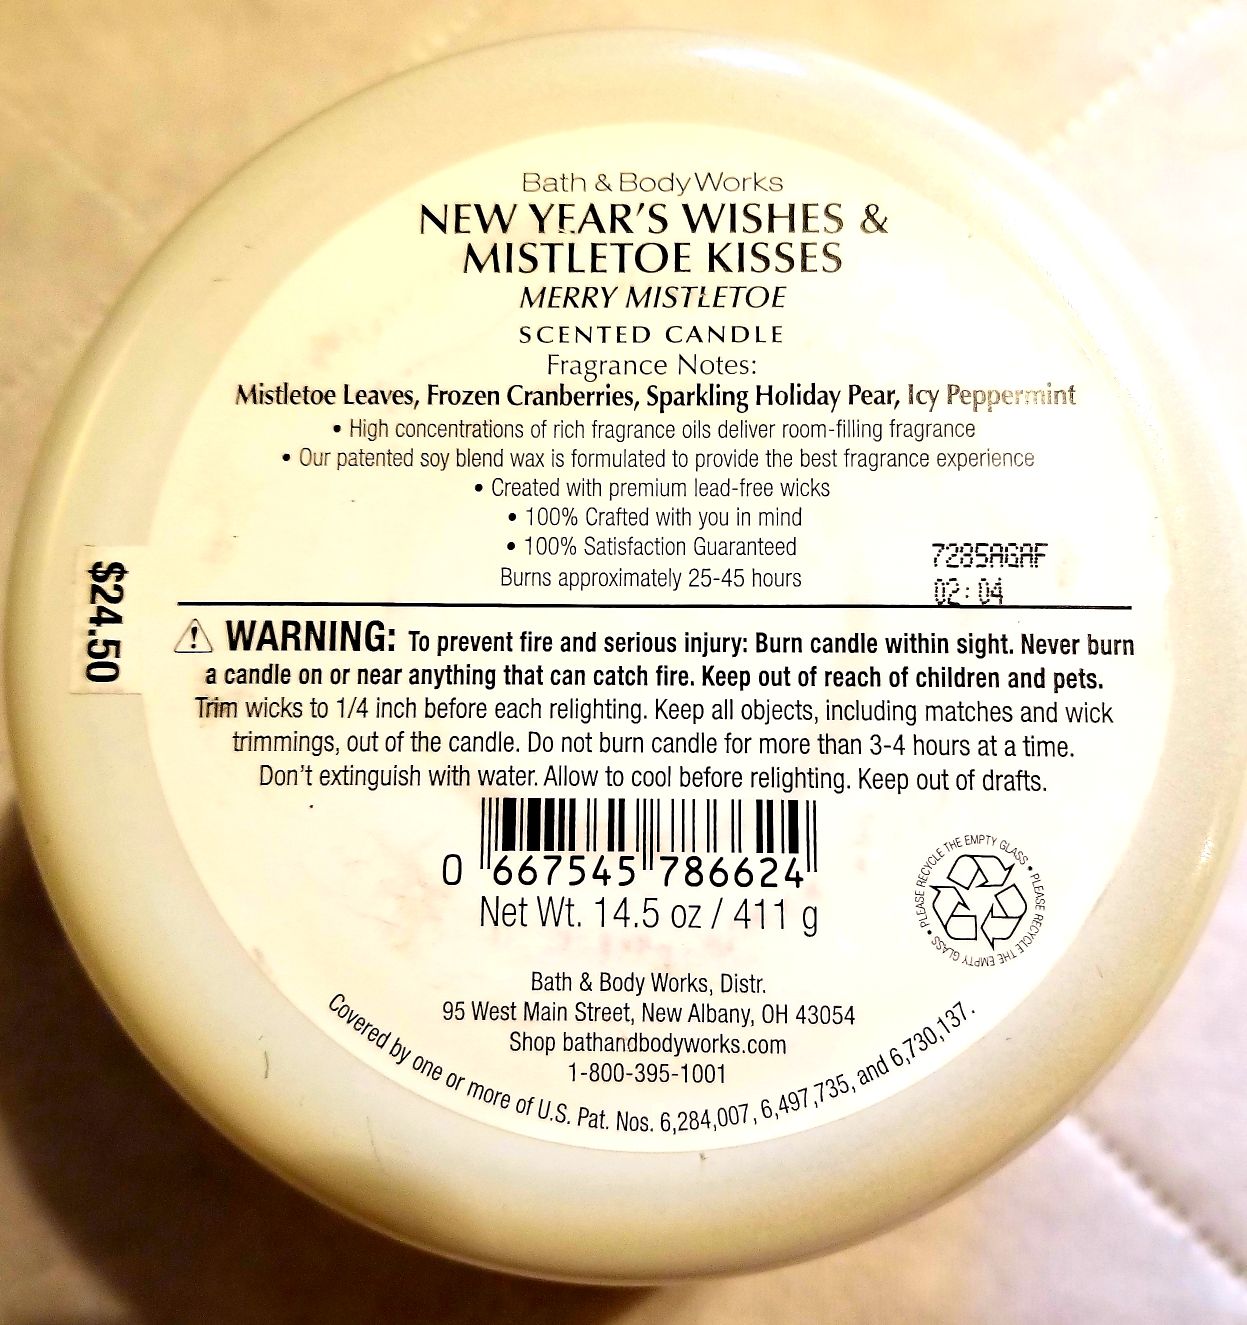 Bath & Body Works
NEW YEAR'S WISHES &
MISTLETOE KISSES
MERRY MISTLETOE
SCENTED CANDLE
Fragrance Notes:
Mistletoe Leaves, Frozen Cranberries, Sparkling Holiday Pear, Icy Peppermint
• High concentrations of rich fragrance oils deliver room-filling fragrance
• Our patented soy blend wax is formulated to provide the best fragrance experience
• Created with premium lead-free wicks
• 100% Crafted with you in mind
• 100% Satisfaction Guaranteed
Burns approximately 25-45 hours
7285AGAF
02:04
$24.50
⚠ WARNING: To prevent fire and serious injury: Burn candle within sight. Never burn
a candle on or near anything that can catch fire. Keep out of reach of children and pets.
Trim wicks to 1/4 inch before each relighting. Keep all objects, including matches and wick
trimmings, out of the candle. Do not burn candle for more than 3-4 hours at a time.
Don't extinguish with water. Allow to cool before relighting. Keep out of drafts.
0 667545 786624
Net Wt. 14.5 oz / 411 g
PLEASE RECYCLE THE EMPTY GLASS • PLEASE RECYCLE THE EMPTY GLASS •
Bath & Body Works, Distr.
95 West Main Street, New Albany, OH 43054
Shop bathandbodyworks.com
1-800-395-1001
Covered by one or more of U.S. Pat. Nos. 6,284,007, 6,497,735, and 6,730,137.